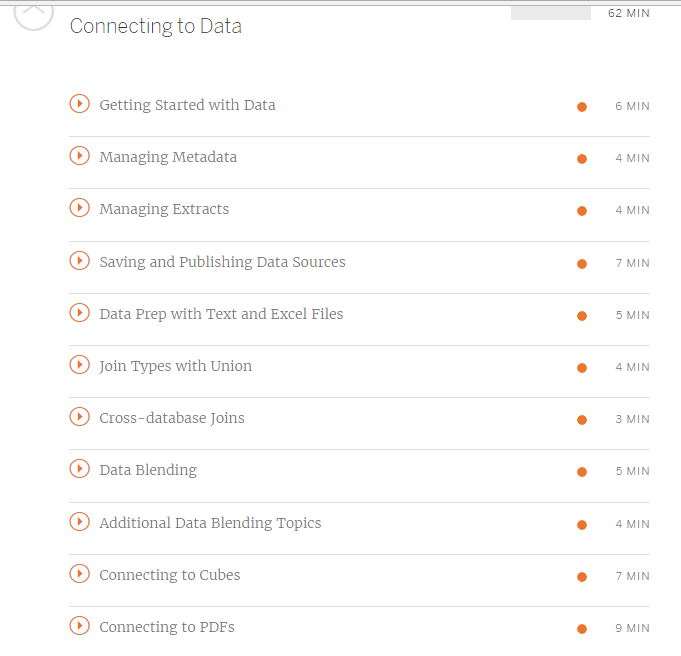 62 MIN
Connecting to Data
Getting Started with Data 6 MIN
Managing Metadata 4 MIN
Managing Extracts 4 MIN
Saving and Publishing Data Sources 7 MIN
Data Prep with Text and Excel Files 5 MIN
Join Types with Union 4 MIN
Cross-database Joins 3 MIN
Data Blending 5 MIN
Additional Data Blending Topics 4 MIN
Connecting to Cubes 7 MIN
Connecting to PDFs 9 MIN